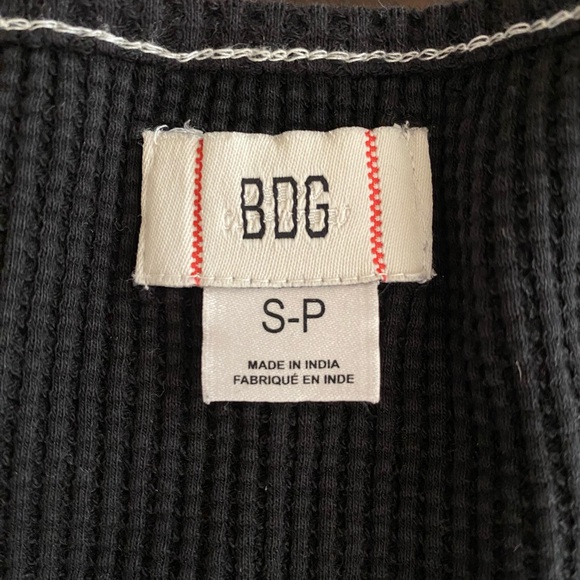 BDG
S-P
MADE IN INDIA
FABRIQUÉ EN INDE